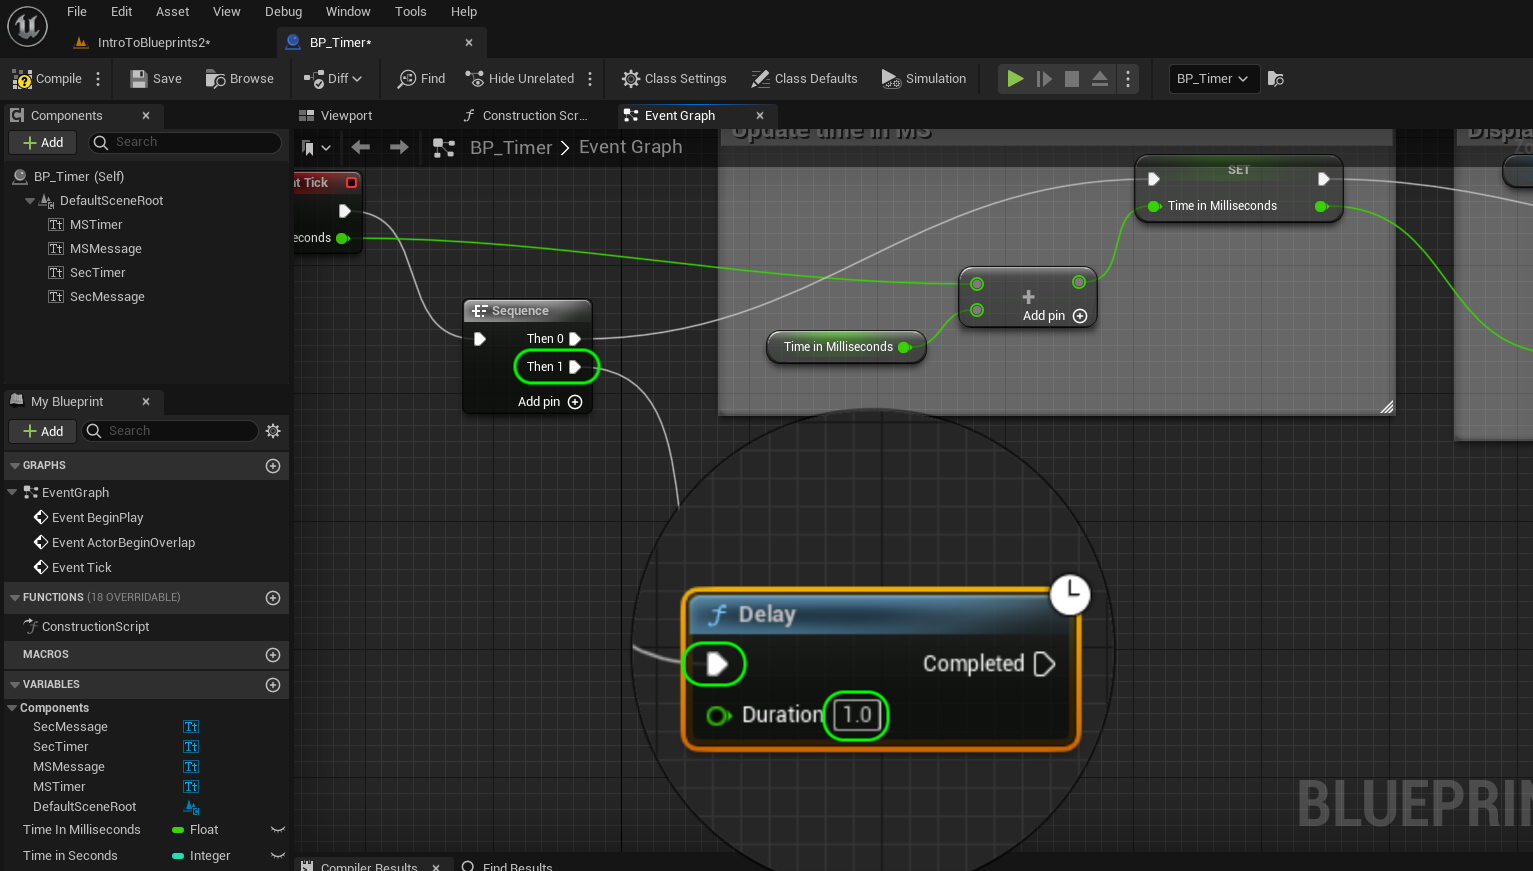 File Edit Asset View Debug Window Tools Help
IntroToBlueprints2* BP_Timer*
Compile Save Browse Diff Find Hide Unrelated Class Settings Class Defaults Simulation BP_Timer
Components Viewport Construction Scr... Event Graph
Add Search
BP_Timer > Event Graph
Update time in MS
BP_Timer (Self)
DefaultSceneRoot
MSTimer
MSMessage
SecTimer
SecMessage
nt Tick
econds
SET
Time in Milliseconds
Add pin
Time in Milliseconds
Sequence
Then 0
Then 1
Add pin
My Blueprint
Add Search
GRAPHS
EventGraph
Event BeginPlay
Event ActorBeginOverlap
Event Tick
FUNCTIONS (18 OVERRIDABLE)
ConstructionScript
MACROS
VARIABLES
Components
SecMessage
SecTimer
MSMessage
MSTimer
DefaultSceneRoot
Time In Milliseconds Float
Time in Seconds Integer
Delay
Completed
Duration 1.0
BLUEPRIN
Compiler Results Find Results